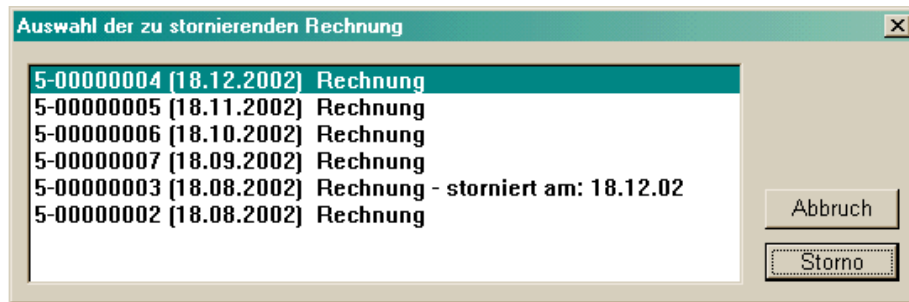 Auswahl der zu stornierenden Rechnung
5-00000004 (18.12.2002) Rechnung
5-00000005 (18.11.2002) Rechnung
5-00000006 (18.10.2002) Rechnung
5-00000007 (18.09.2002) Rechnung
5-00000003 (18.08.2002) Rechnung - storniert am: 18.12.02
5-00000002 (18.08.2002) Rechnung
Abbruch
Storno